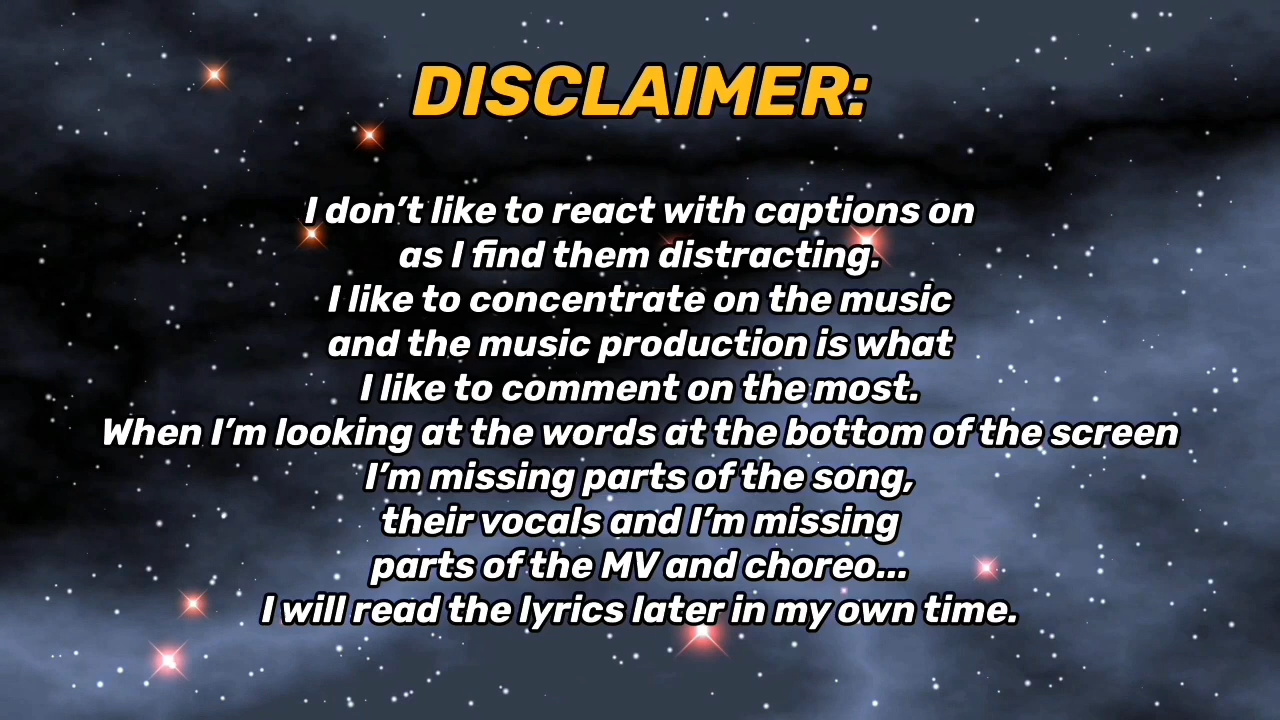 DISCLAIMER:
I don’t like to react with captions on
as I find them distracting.
I like to concentrate on the music
and the music production is what
I like to comment on the most.
When I’m looking at the words at the bottom of the screen
I’m missing parts of the song,
their vocals and I’m missing
parts of the MV and choreo...
I will read the lyrics later in my own time.